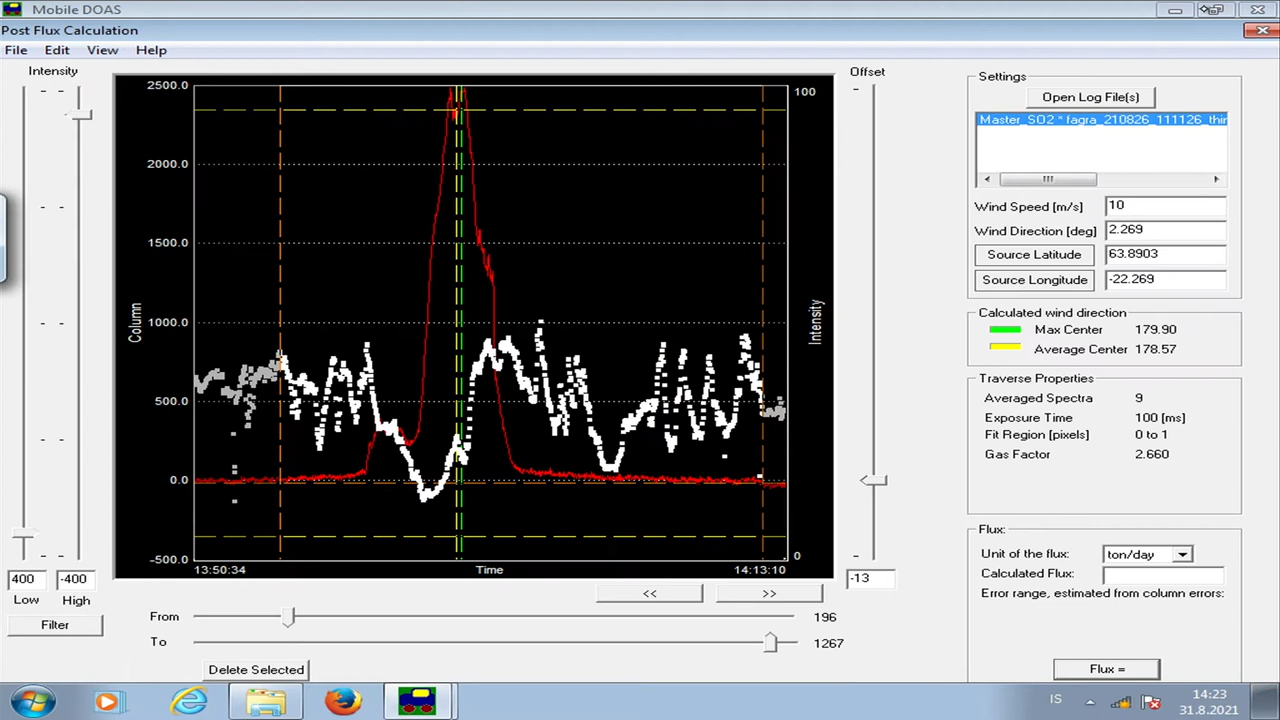 Mobile DOAS
Post Flux Calculation
File Edit View Help
Intensity
Offset
2500.0
2000.0
1500.0
1000.0
500.0
0.0
-500.0
Column
100
0
Intensity
13:50:34
Time
14:13:10
400
-400
Low
High
Filter
<<
>>
-13
From
196
To
1267
Delete Selected
Settings
Open Log File(s)
Master_SO2 * fagra_210826_111126_thir
Wind Speed [m/s] 10
Wind Direction [deg] 2.269
Source Latitude 63.8903
Source Longitude -22.269
Calculated wind direction
Max Center 179.90
Average Center 178.57
Traverse Properties
Averaged Spectra 9
Exposure Time 100 [ms]
Fit Region [pixels] 0 to 1
Gas Factor 2.660
Flux:
Unit of the flux: ton/day
Calculated Flux:
Error range, estimated from column errors:
Flux =
IS
14:23
31.8.2021